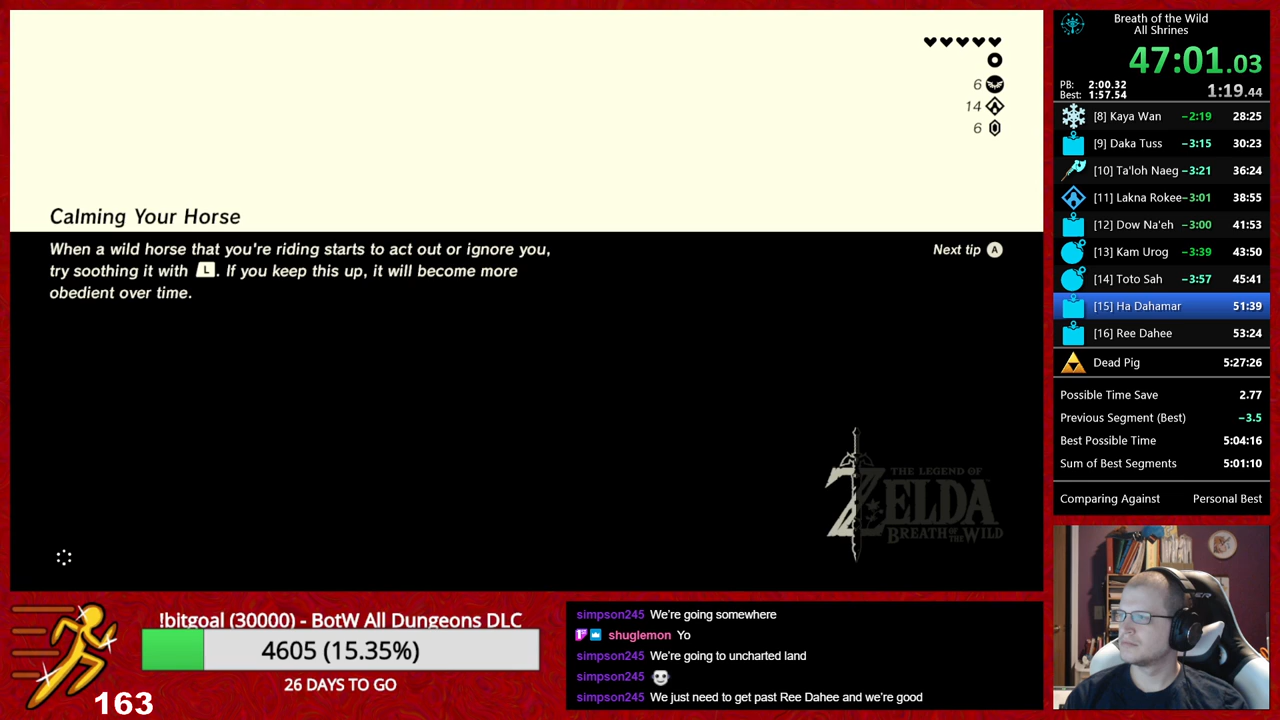 6
14
6
Calming Your Horse
When a wild horse that you're riding starts to act out or ignore you,
try soothing it with L. If you keep this up, it will become more
obedient over time.
Next tip A
THE LEGEND OF
ZELDA
BREATH OF THE WILD
Breath of the Wild
All Shrines
47:01.03
PB: 2:00.32
Best: 1:57.54
1:19.44
[8] Kaya Wan −2:19 28:25
[9] Daka Tuss −3:15 30:23
[10] Ta'loh Naeg −3:21 36:24
[11] Lakna Rokee −3:01 38:55
[12] Dow Na'eh −3:00 41:53
[13] Kam Urog −3:39 43:50
[14] Toto Sah −3:57 45:41
[15] Ha Dahamar 51:39
[16] Ree Dahee 53:24
Dead Pig 5:27:26
Possible Time Save 2.77
Previous Segment (Best) −3.5
Best Possible Time 5:04:16
Sum of Best Segments 5:01:10
Comparing Against Personal Best
163
!bitgoal (30000) - BotW All Dungeons DLC
4605 (15.35%)
26 DAYS TO GO
simpson245 We're going somewhere
shuglemon Yo
simpson245 We're going to uncharted land
simpson245
simpson245 We just need to get past Ree Dahee and we're good